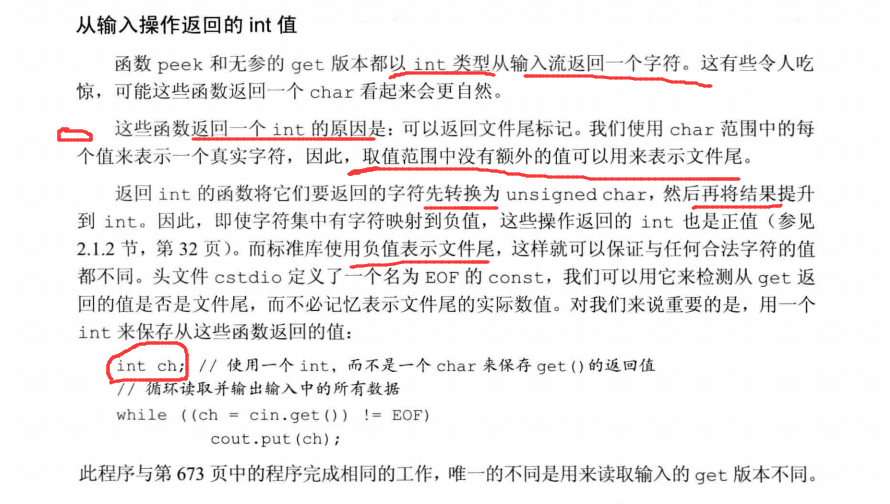 从输入操作返回的 int 值
函数 peek 和无参的 get 版本都以 int 类型从输入流返回一个字符。这有些令人吃
惊，可能这些函数返回一个 char 看起来会更自然。
这些函数返回一个 int 的原因是：可以返回文件尾标记。我们使用 char 范围中的每
个值来表示一个真实字符，因此，取值范围中没有额外的值可以用来表示文件尾。
返回 int 的函数将它们要返回的字符先转换为 unsigned char，然后再将结果提升
到 int。因此，即使字符集中有字符映射到负值，这些操作返回的 int 也是正值（参见
2.1.2 节，第 32 页）。而标准库使用负值表示文件尾，这样就可以保证与任何合法字符的值
都不同。头文件 cstdio 定义了一个名为 EOF 的 const，我们可以用它来检测从 get 返
回的值是否是文件尾，而不必记忆表示文件尾的实际数值。对我们来说重要的是，用一个
int 来保存从这些函数返回的值：
int ch; // 使用一个 int, 而不是一个 char 来保存 get()的返回值
// 循环读取并输出输入中的所有数据
while ((ch = cin.get()) != EOF)
cout.put(ch);
此程序与第 673 页中的程序完成相同的工作，唯一的不同是用来读取输入的 get 版本不同。